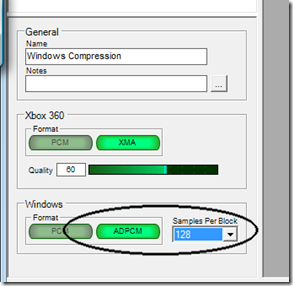 General
Name
Windows Compression
Notes
...
Xbox 360
Format
PCM XMA
Quality 60
Windows
Format Samples Per Block
PCM ADPCM 128